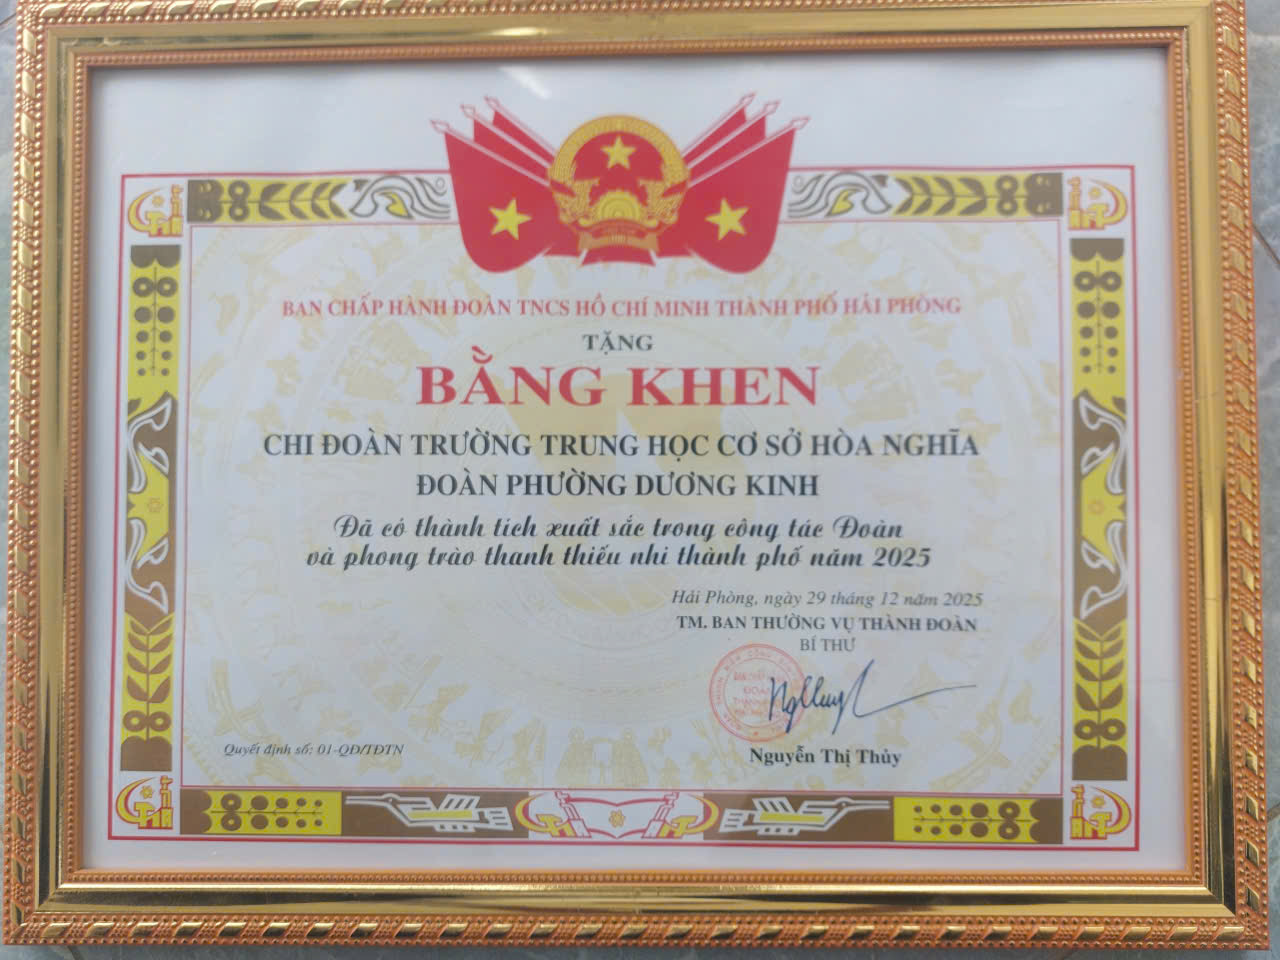 BAN CHẤP HÀNH ĐOÀN TNCS HỒ CHÍ MINH THÀNH PHỐ HẢI PHÒNG
TẶNG
BẰNG KHEN
CHI ĐOÀN TRƯỜNG TRUNG HỌC CƠ SỞ HÒA NGHĨA
ĐOÀN PHƯỜNG DƯƠNG KINH
Đã có thành tích xuất sắc trong công tác Đoàn
và phong trào thanh thiếu nhi thành phố năm 2025
Hải Phòng, ngày 29 tháng 12 năm 2025
TM. BAN THƯỜNG VỤ THÀNH ĐOÀN
BÍ THƯ
Nguyễn Thị Thủy
Quyết định số: 01-QĐ/TĐTN